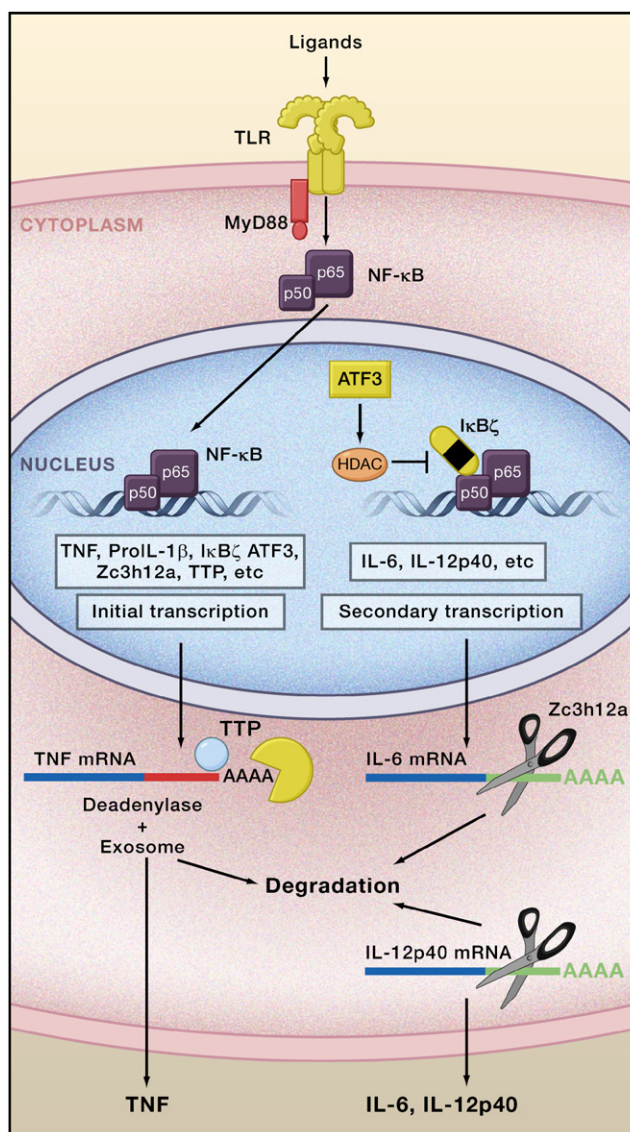 Ligands
TLR
CYTOPLASM
MyD88
p65
p50
NF-κB
ATF3
IκBζ
NUCLEUS
NF-κB
p65
p50
HDAC
p65
p50
TNF, ProIL-1β, IκBζ ATF3,
Zc3h12a, TTP, etc
IL-6, IL-12p40, etc
Initial transcription
Secondary transcription
TTP
Zc3h12a
TNF mRNA
AAAA
IL-6 mRNA
AAAA
Deadenylase
+
Exosome
Degradation
IL-12p40 mRNA
AAAA
TNF
IL-6, IL-12p40